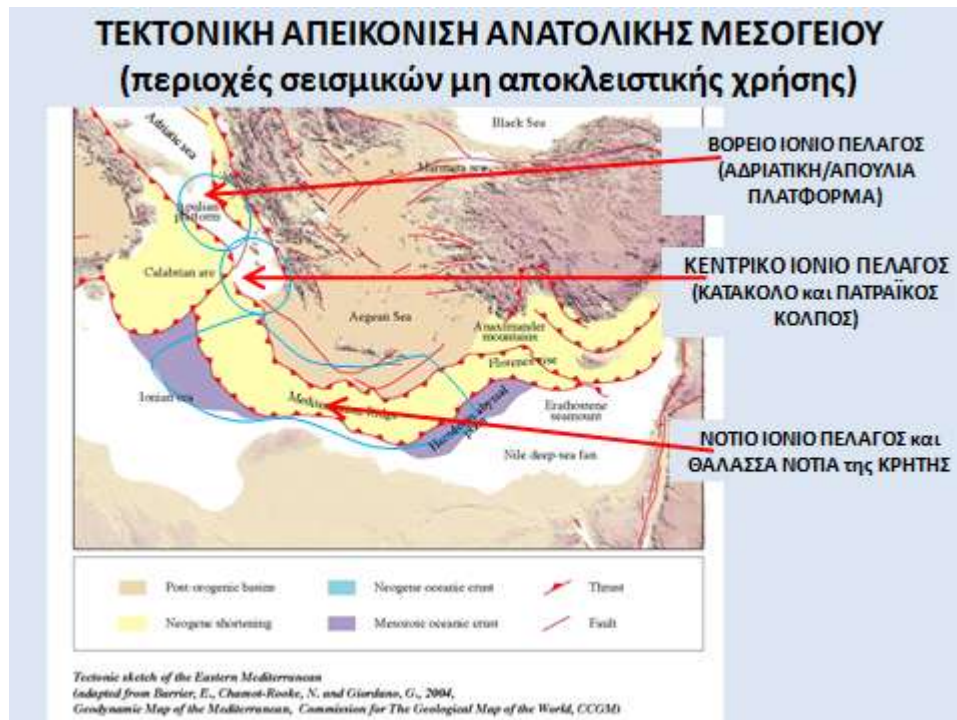 ΤΕΚΤΟΝΙΚΗ ΑΠΕΙΚΟΝΙΣΗ ΑΝΑΤΟΛΙΚΗΣ ΜΕΣΟΓΕΙΟΥ
(περιοχές σεισμικών μη αποκλειστικής χρήσης)
Black Sea
Adriatic sea
Marmara sea
ΒΟΡΕΙΟ ΙΟΝΙΟ ΠΕΛΑΓΟΣ
(ΑΔΡΙΑΤΙΚΗ/ΑΠΟΥΛΙΑ
ΠΛΑΤΦΟΡΜΑ)
Apulian
platform
Calabrian arc
ΚΕΝΤΡΙΚΟ ΙΟΝΙΟ ΠΕΛΑΓΟΣ
(ΚΑΤΑΚΟΛΟ και ΠΑΤΡΑΪΚΟΣ
ΚΟΛΠΟΣ)
Aegean Sea
Anaximander
mountains
Florence rise
Ionian sea
Erathostene
seamount
Nile deep-sea fan
ΝΟΤΙΟ ΙΟΝΙΟ ΠΕΛΑΓΟΣ και
ΘΑΛΑΣΣΑ ΝΟΤΙΑ της ΚΡΗΤΗΣ
Post-orogenic basins
Neogene oceanic crust
Thrust
Neogene shortening
Mesozoic oceanic crust
Fault
Tectonic sketch of the Eastern Mediterranean
(adapted from Barrier, E., Chamot-Rooke, N. and Giordano, G., 2004,
Geodynamic Map of the Mediterranean, Commission for The Geological Map of the World, CCGM)